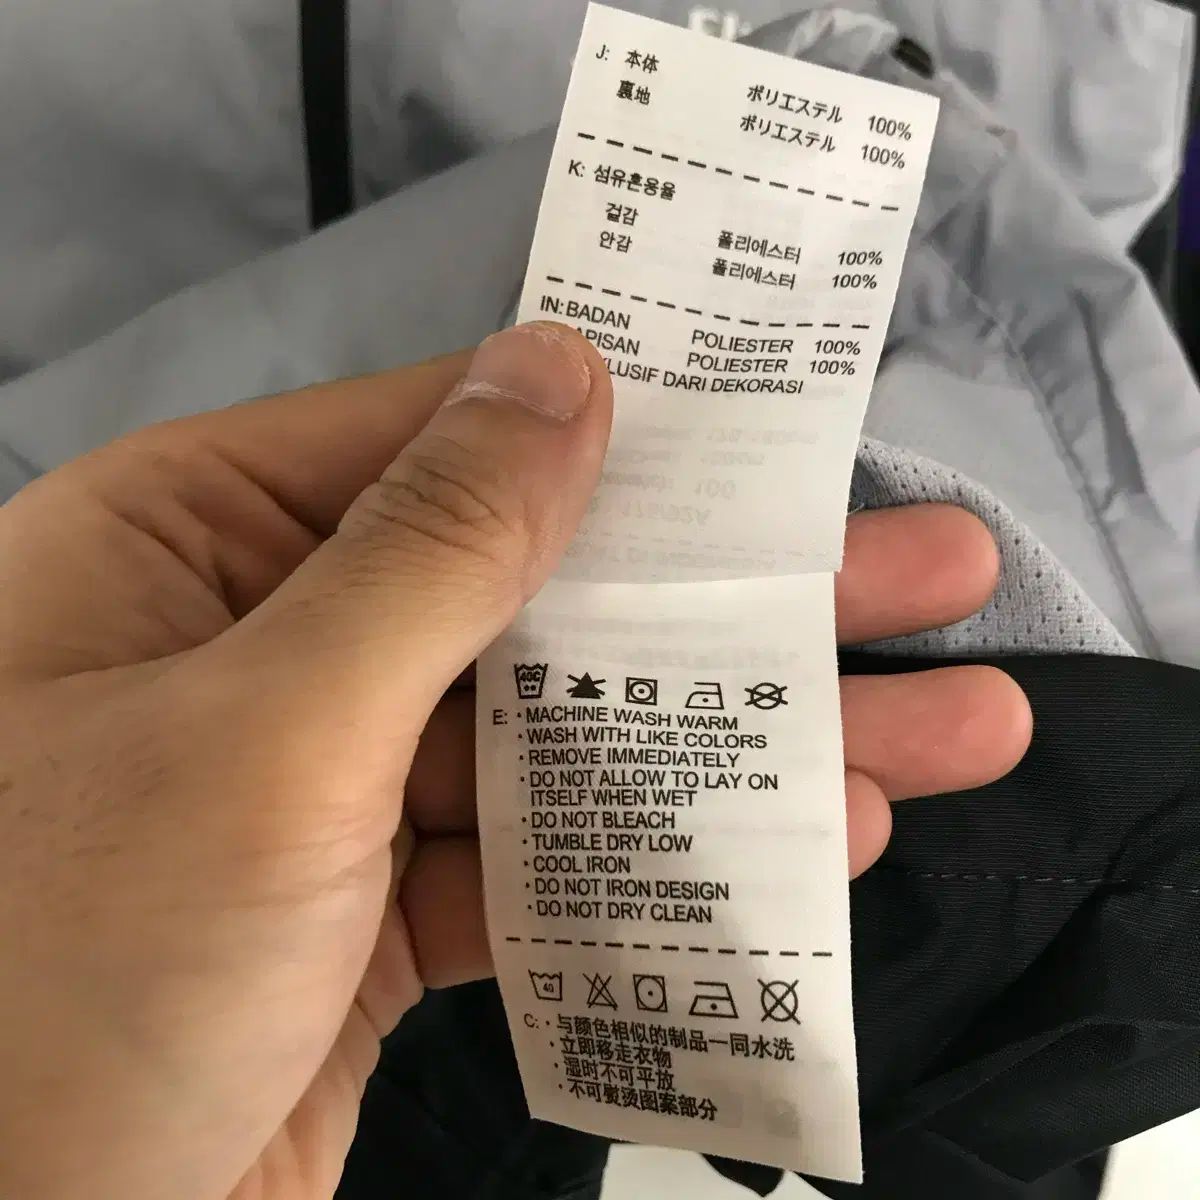 J: 本体 ポリエステル 100%
裏地 ポリエステル 100%
K: 섬유혼용율
겉감 폴리에스터 100%
안감 폴리에스터 100%
IN: BADAN POLIESTER 100%
APISAN POLIESTER 100%
KLUSIF DARI DEKORASI
40C
E: · MACHINE WASH WARM
· WASH WITH LIKE COLORS
· REMOVE IMMEDIATELY
· DO NOT ALLOW TO LAY ON
ITSELF WHEN WET
· DO NOT BLEACH
· TUMBLE DRY LOW
· COOL IRON
· DO NOT IRON DESIGN
· DO NOT DRY CLEAN
40
C: · 与颜色相似的制品一同水洗
· 立即移走衣物
· 湿时不可平放
· 不可熨烫图案部分